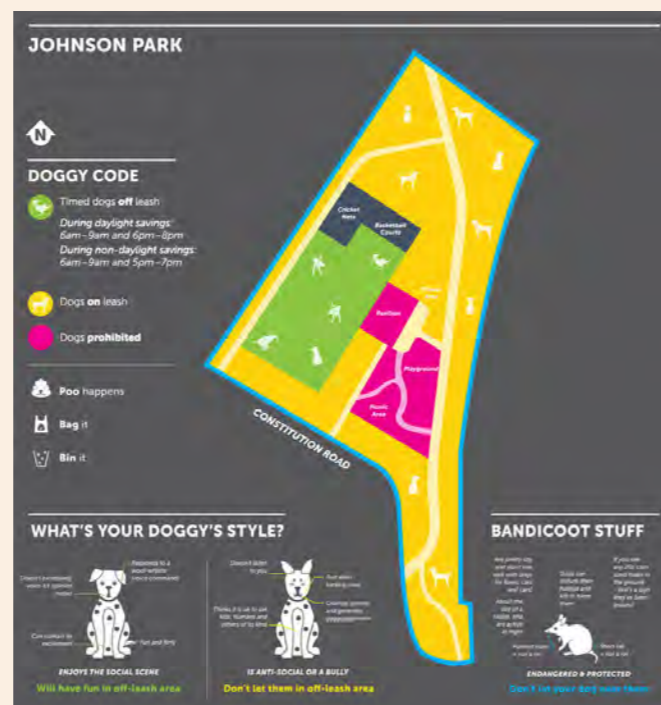 JOHNSON PARK
N
DOGGY CODE
Timed dogs off leash
During daylight savings:
6am–9am and 6pm–8pm
During non-daylight savings:
6am–9am and 5pm–7pm
Dogs on leash
Dogs prohibited
Poo happens
Bag it
Bin it
Cricket
Nets
Basketball
Courts
Pavilion
Playground
Picnic
Area
CONSTITUTION ROAD
WHAT'S YOUR DOGGY'S STYLE?
ENJOYS THE SOCIAL SCENE
Will have fun in off-leash area
Doesn't listen
to you
IS ANTI-SOCIAL OR A BULLY
Don't let them in off-leash area
BANDICOOT STUFF
ENDANGERED & PROTECTED
Don't let your dog